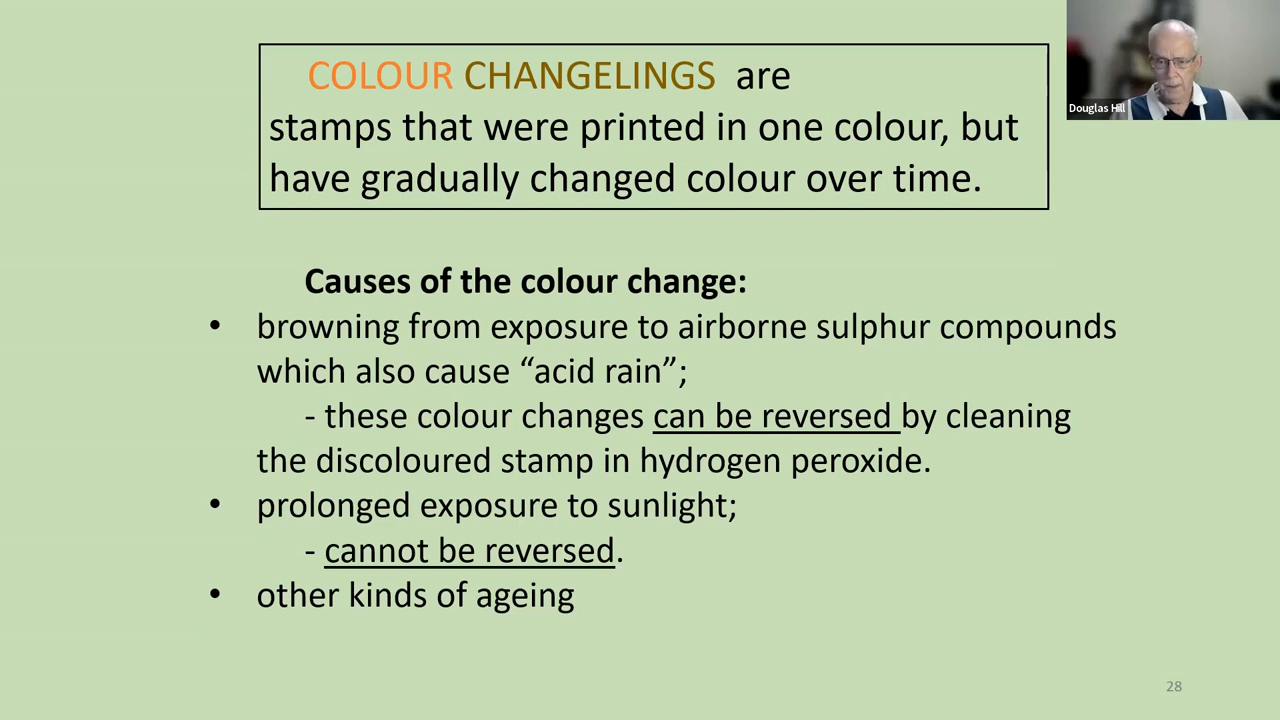 COLOUR CHANGELINGS are
stamps that were printed in one colour, but
have gradually changed colour over time.
Douglas Hill
Causes of the colour change:
• browning from exposure to airborne sulphur compounds
which also cause “acid rain”;
- these colour changes can be reversed by cleaning
the discoloured stamp in hydrogen peroxide.
• prolonged exposure to sunlight;
- cannot be reversed.
• other kinds of ageing
28